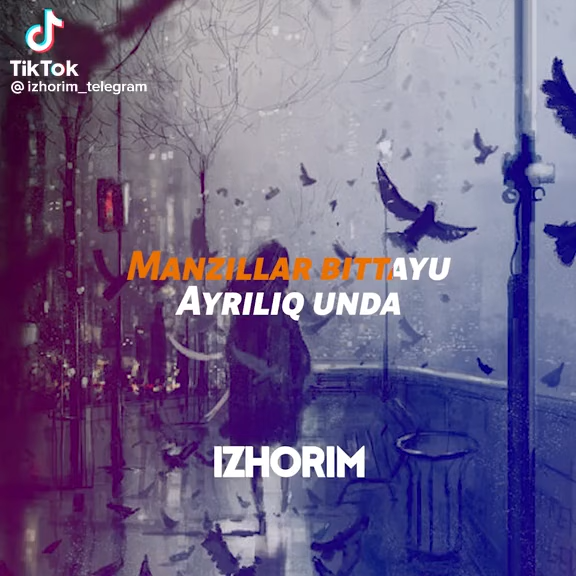 TikTok
@izhorim_telegram
MANZILLAR BITTAYU
AYRILIQ UNDA
IZHORIM